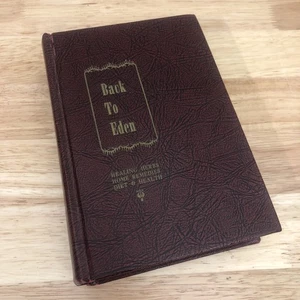 Back
To
Eden
HEALING HERBS
HOME REMEDIES
DIET & HEALTH